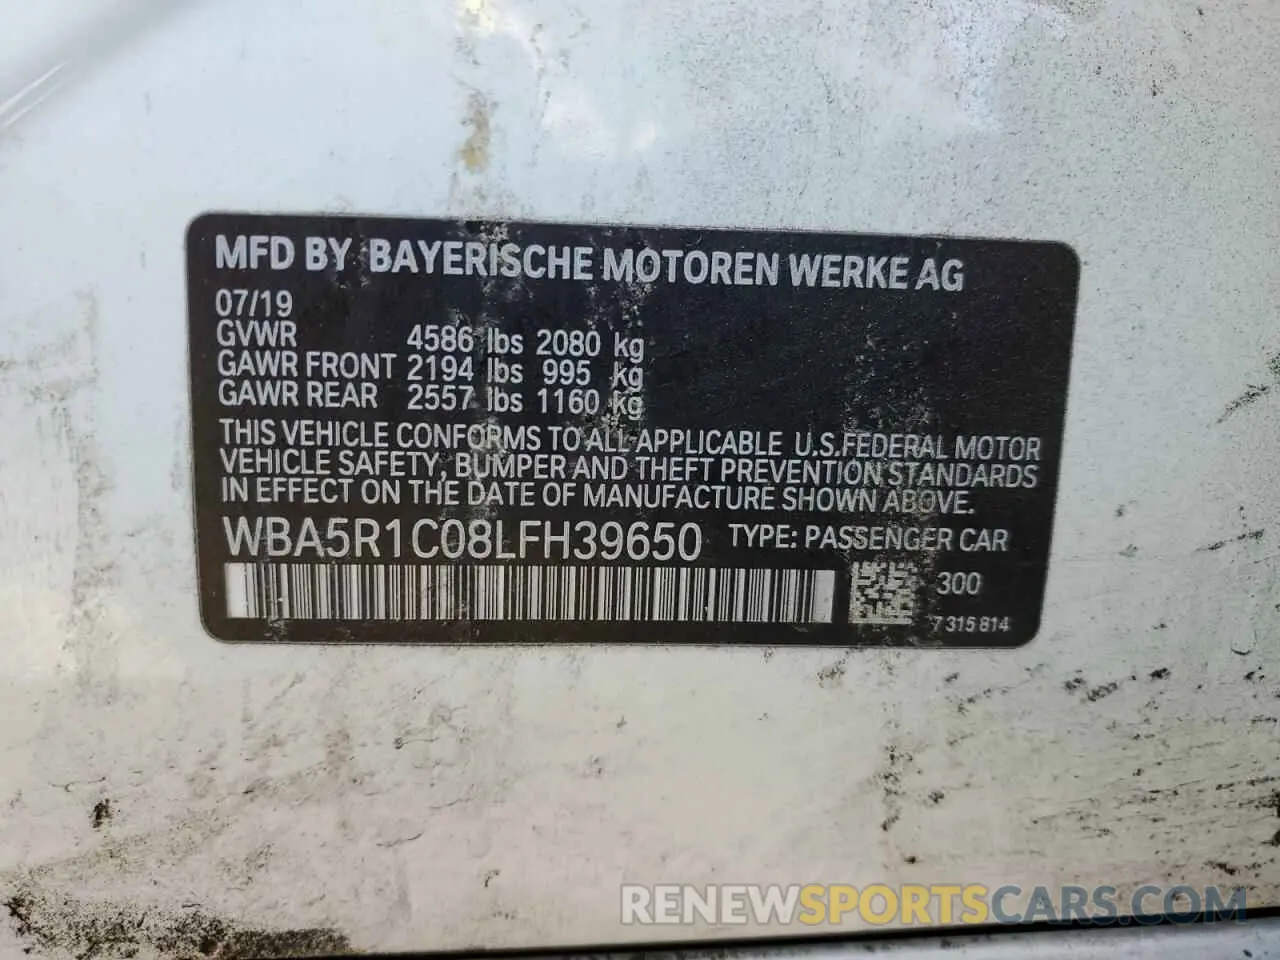 MFD BY BAYERISCHE MOTOREN WERKE AG
07/19
GVWR 4586 lbs 2080 kg
GAWR FRONT 2194 lbs 995 kg
GAWR REAR 2557 lbs 1160 kg
THIS VEHICLE CONFORMS TO ALL APPLICABLE U.S.FEDERAL MOTOR
VEHICLE SAFETY, BUMPER AND THEFT PREVENTION STANDARDS
IN EFFECT ON THE DATE OF MANUFACTURE SHOWN ABOVE.
WBA5R1C08LFH39650 TYPE: PASSENGER CAR
300
7 315 814
RENEWSPORTSCARS.COM